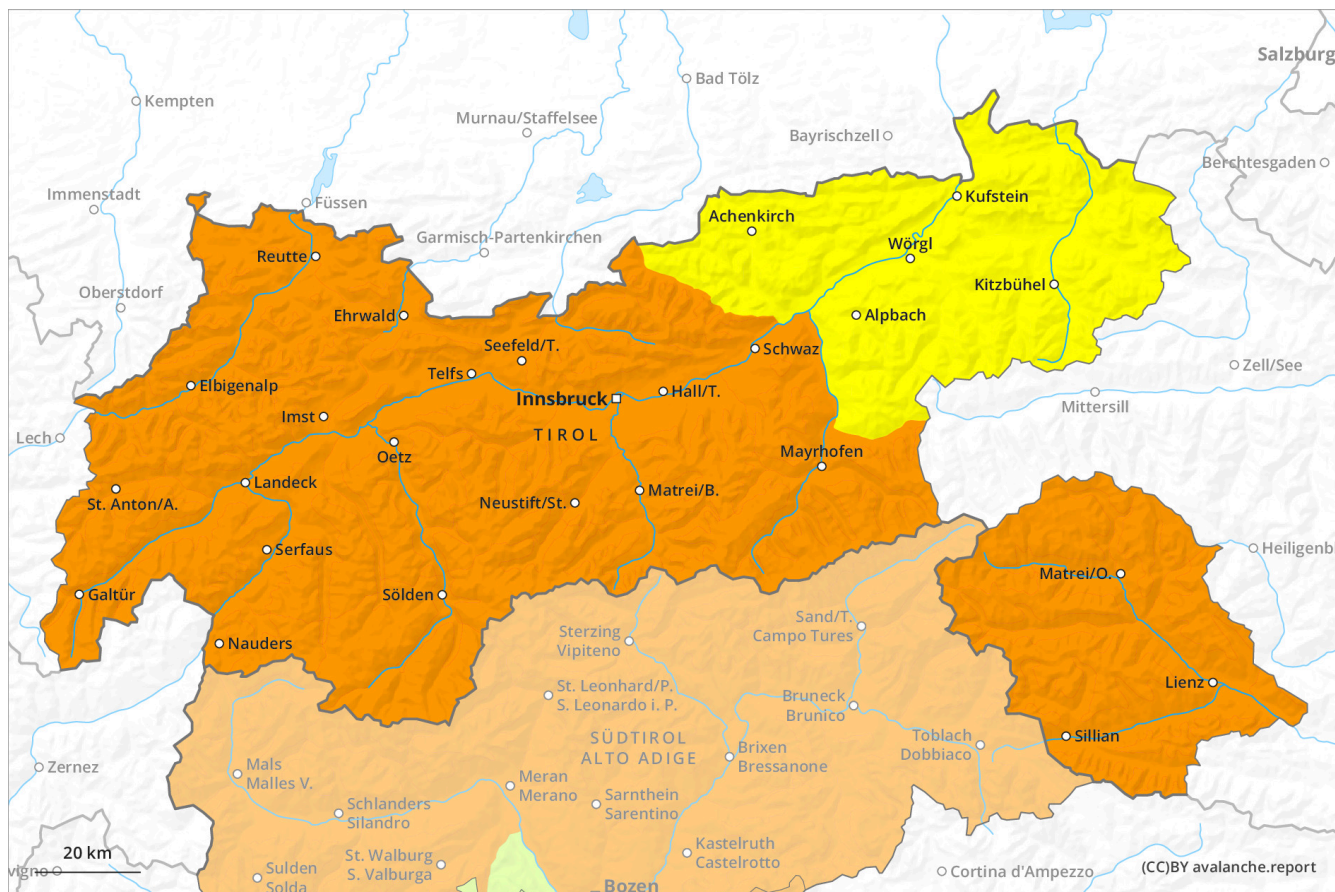 Salzburg
Bad Tölz
Kempten
Murnau/Staffelsee
Bayrischzell
Berchtesgaden
Immenstadt
Füssen
Kufstein
Achenkirch
Garmisch-Partenkirchen
Wörgl
Reutte
Kitzbühel
Oberstdorf
Ehrwald
Alpbach
Seefeld/T.
Schwaz
Zell/See
Telfs
Elbigenalp
Hall/T.
Innsbruck
Mittersill
Imst
TIROL
Lech
Mayrhofen
Oetz
Landeck
Matrei/B.
St. Anton/A.
Neustift/St.
Serfaus
Heiligenb
Matrei/O.
Galtür
Sölden
Sand/T.
Campo Tures
Sterzing
Vipiteno
Nauders
Lienz
St. Leonhard/P.
S. Leonardo i. P.
Bruneck
Brunico
SÜDTIROL
ALTO ADIGE
Toblach
Dobbiaco
Sillian
Brixen
Bressanone
Zernez
Mals
Malles V.
Meran
Merano
Sarnthein
Sarentino
Schlanders
Silandro
Kastelruth
Castelrotto
20 km
St. Walburg
S. Valburga
vigno
Sulden
Solda
Cortina d'Ampezzo
(CC)BY avalanche.report
Bozen